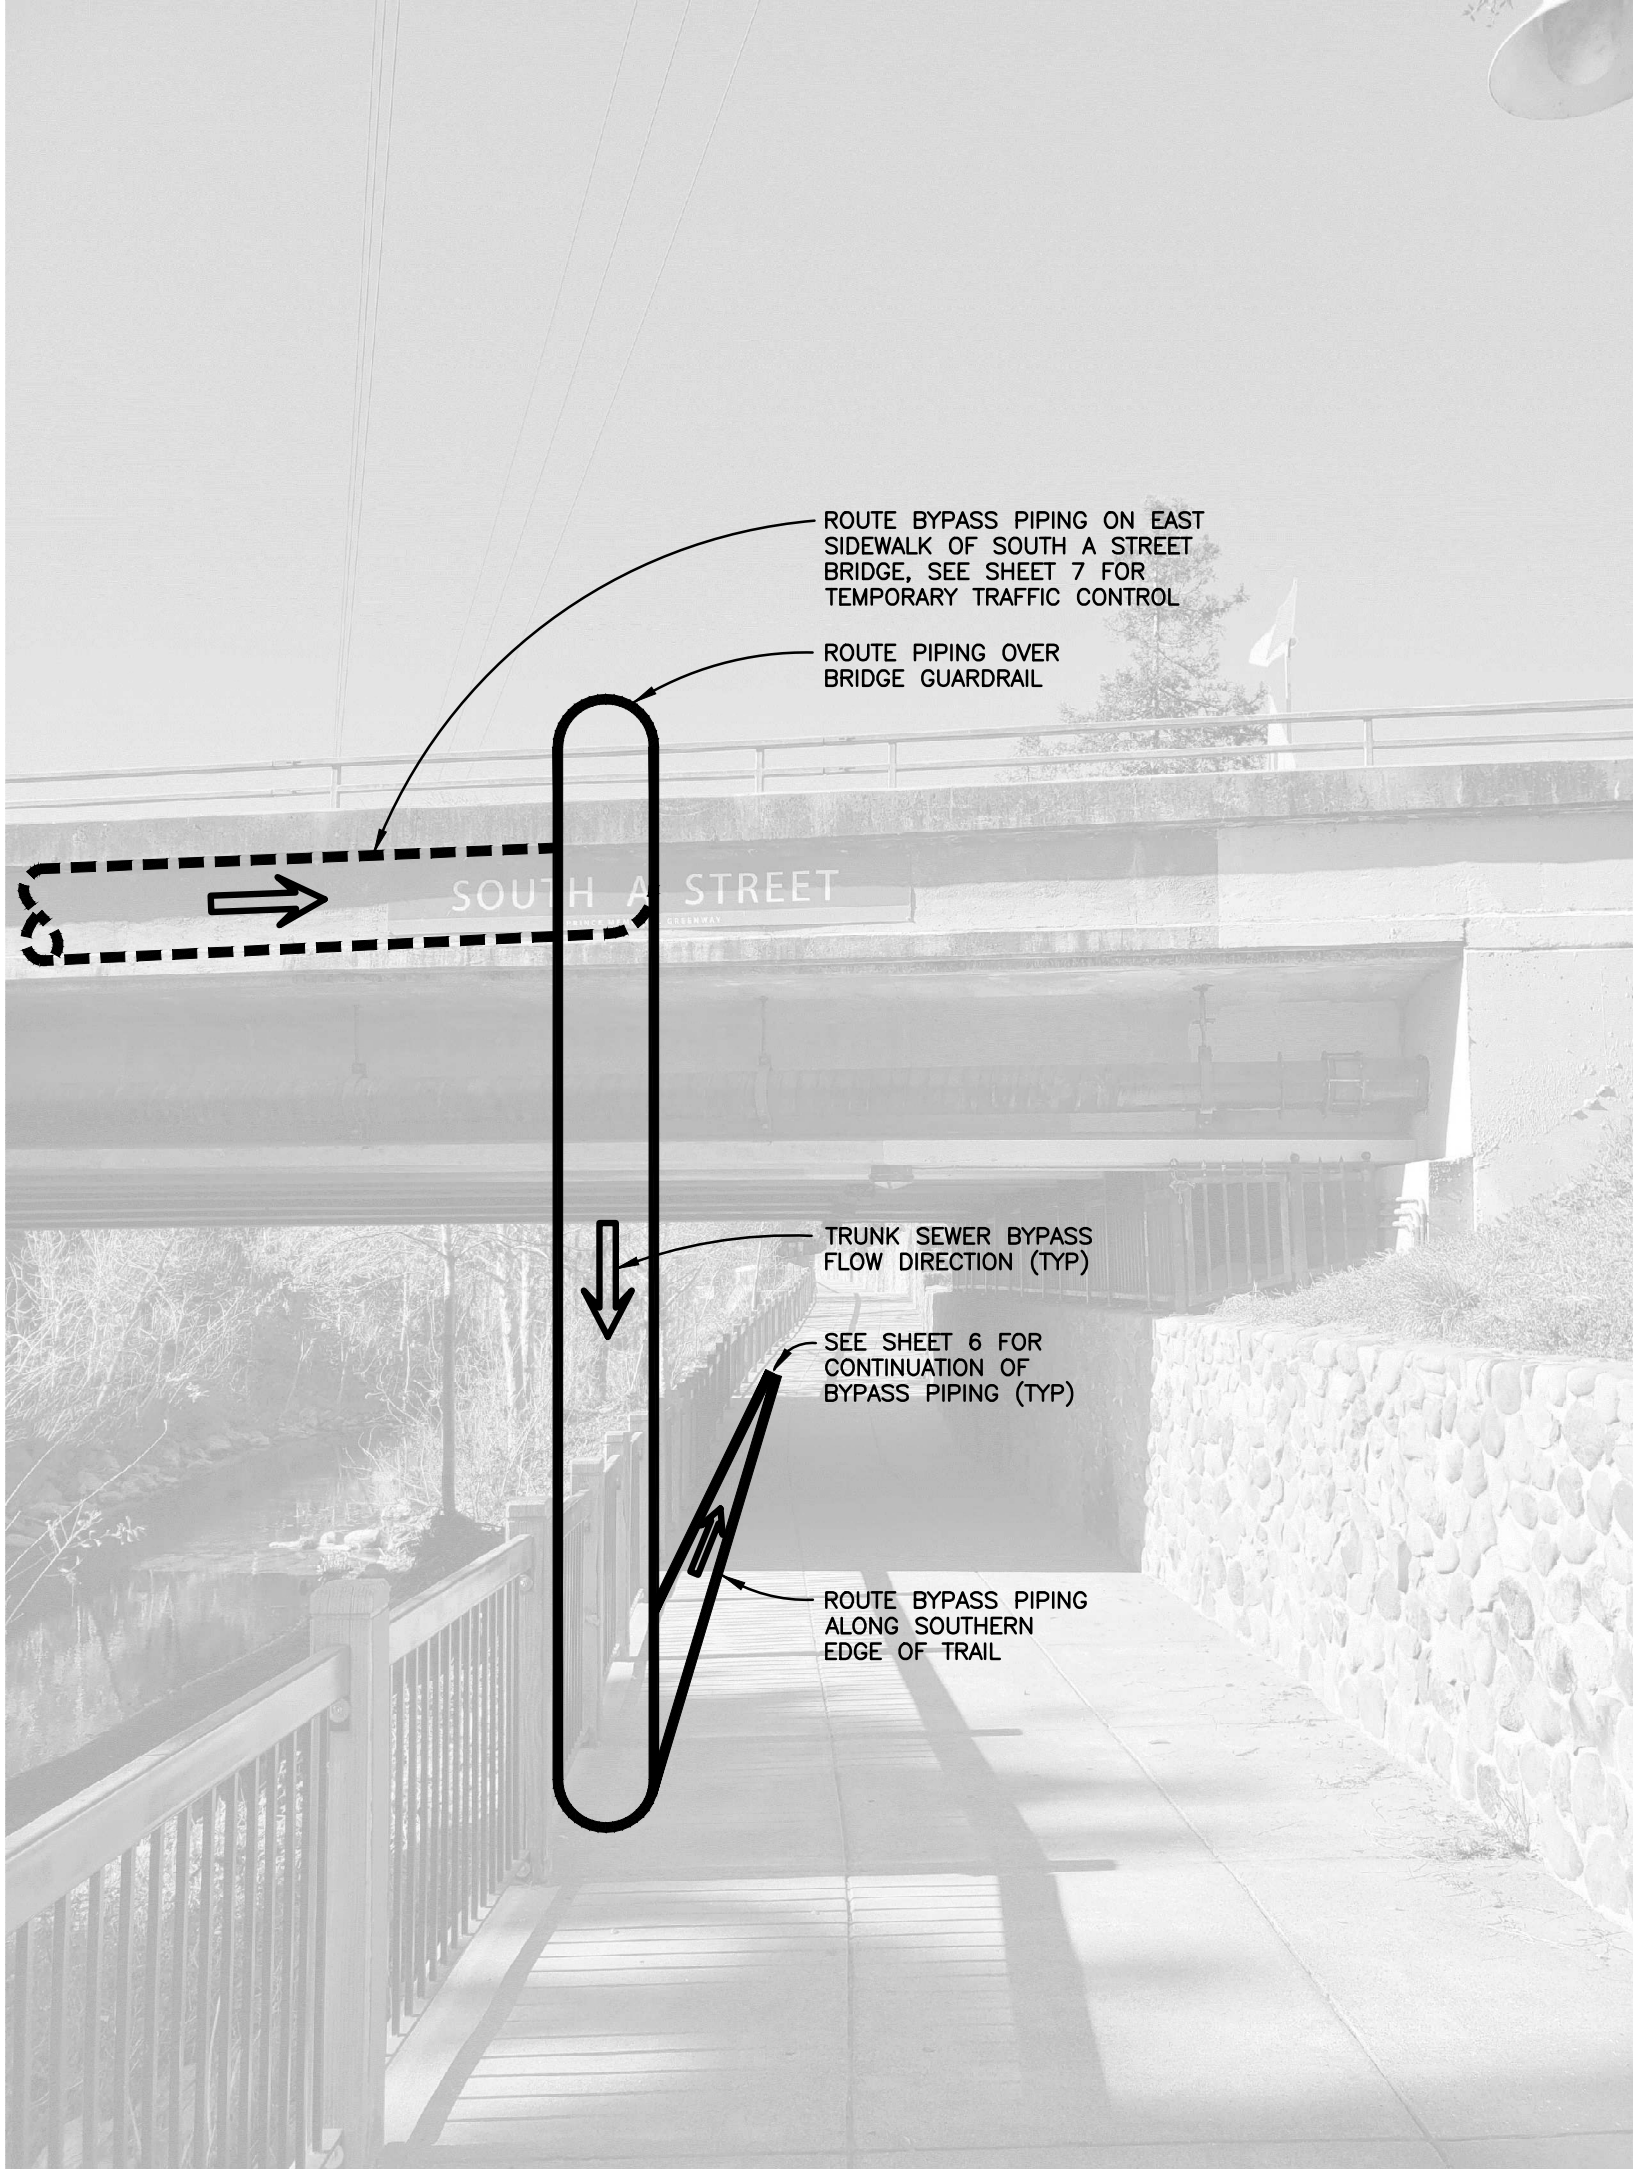 ROUTE BYPASS PIPING ON EAST
SIDEWALK OF SOUTH A STREET
BRIDGE, SEE SHEET 7 FOR
TEMPORARY TRAFFIC CONTROL
ROUTE PIPING OVER
BRIDGE GUARDRAIL
SOUTH A STREET
PRINCE GREENWAY
TRUNK SEWER BYPASS
FLOW DIRECTION (TYP)
SEE SHEET 6 FOR
CONTINUATION OF
BYPASS PIPING (TYP)
ROUTE BYPASS PIPING
ALONG SOUTHERN
EDGE OF TRAIL